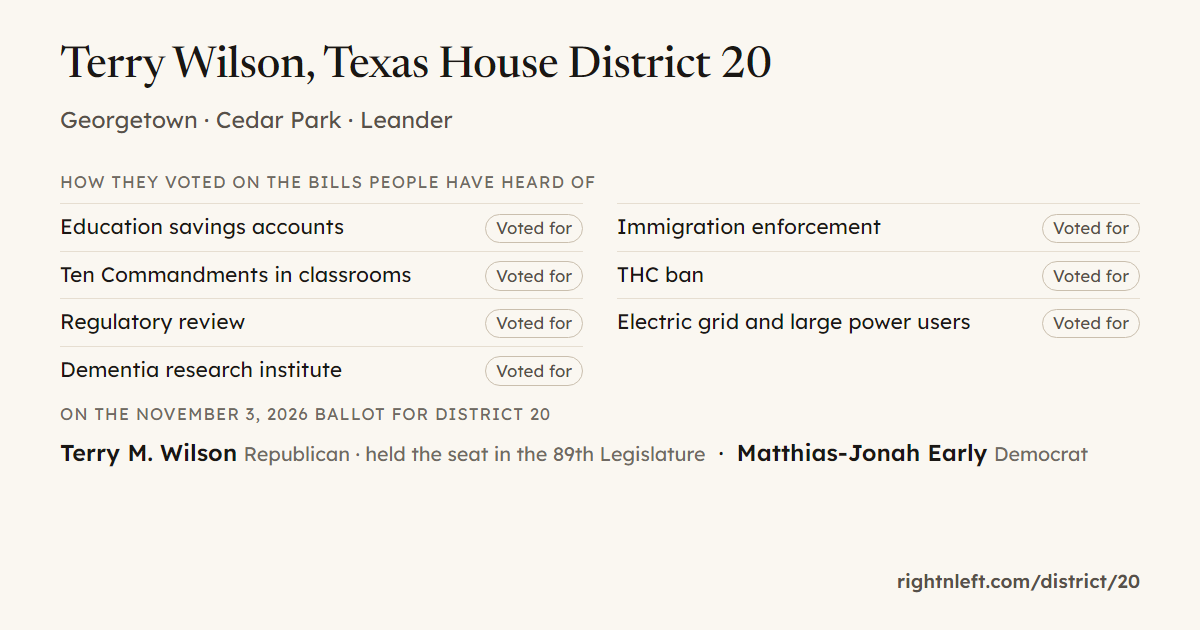 Terry Wilson, Texas House District 20
Georgetown · Cedar Park · Leander
HOW THEY VOTED ON THE BILLS PEOPLE HAVE HEARD OF
Education savings accounts Voted for
Ten Commandments in classrooms Voted for
Regulatory review Voted for
Dementia research institute Voted for
Immigration enforcement Voted for
THC ban Voted for
Electric grid and large power users Voted for
ON THE NOVEMBER 3, 2026 BALLOT FOR DISTRICT 20
Terry M. Wilson Republican · held the seat in the 89th Legislature · Matthias-Jonah Early Democrat
rightnleft.com/district/20